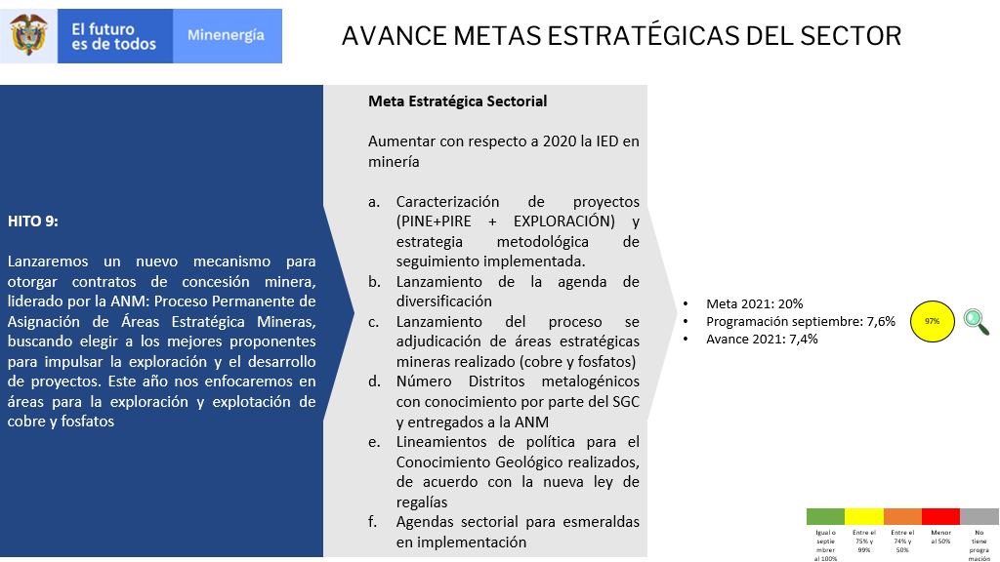 El futuro
es de todos
Minenergía
AVANCE METAS ESTRATÉGICAS DEL SECTOR
HITO 9:
Lanzaremos un nuevo mecanismo para
otorgar contratos de concesión minera,
liderado por la ANM: Proceso Permanente de
Asignación de Áreas Estratégica Mineras,
buscando elegir a los mejores proponentes
para impulsar la exploración y el desarrollo
de proyectos. Este año nos enfocaremos en
áreas para la exploración y explotación de
cobre y fosfatos
Meta Estratégica Sectorial
Aumentar con respecto a 2020 la IED en
minería
a. Caracterización de proyectos
(PINE+PIRE + EXPLORACIÓN) y
estrategia metodológica de
seguimiento implementada.
b. Lanzamiento de la agenda de
diversificación
c. Lanzamiento del proceso se
adjudicación de áreas estratégicas
mineras realizado (cobre y fosfatos)
d. Número Distritos metalogénicos
con conocimiento por parte del SGC
y entregados a la ANM
e. Lineamientos de política para el
Conocimiento Geológico realizados,
de acuerdo con la nueva ley de
regalías
f. Agendas sectorial para esmeraldas
en implementación
• Meta 2021: 20%
• Programación septiembre: 7,6%
• Avance 2021: 7,4%
97%
Igual o
septie
mbrer
al 100%
Entre el
75% y
99%
Entre el
74% y
50%
Menor
al 50%
No
tiene
progra
mación